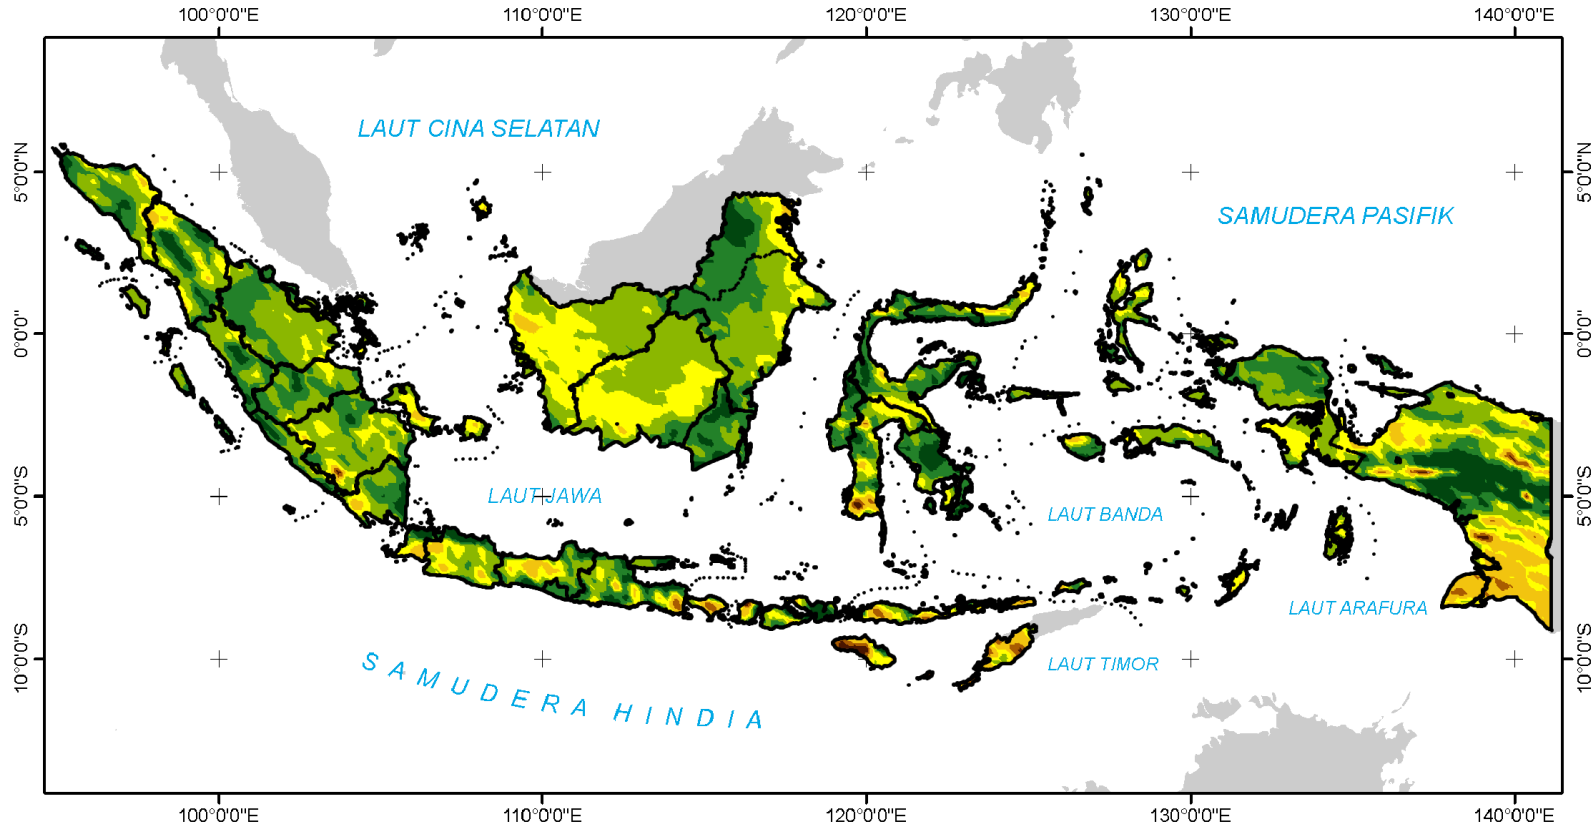 100°0'0"E 110°0'0"E 120°0'0"E 130°0'0"E 140°0'0"E
LAUT CINA SELATAN
5°0'0"N 5°0'0"N
SAMUDERA PASIFIK
0°0'0" 0°0'0"
5°0'0"S 5°0'0"S
LAUT JAWA
LAUT BANDA
LAUT ARAFURA
10°0'0"S 10°0'0"S
LAUT TIMOR
SAMUDERA HINDIA
100°0'0"E 110°0'0"E 120°0'0"E 130°0'0"E 140°0'0"E